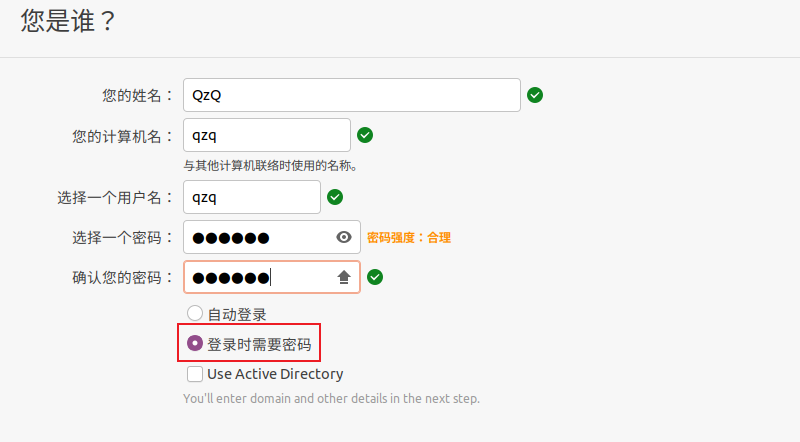 您是谁？
您的姓名： QzQ
您的计算机名： qzq
与其他计算机联络时使用的名称。
选择一个用户名： qzq
选择一个密码： ●●●●●● 密码强度：合理
确认您的密码： ●●●●●●
自动登录
登录时需要密码
Use Active Directory
You'll enter domain and other details in the next step.